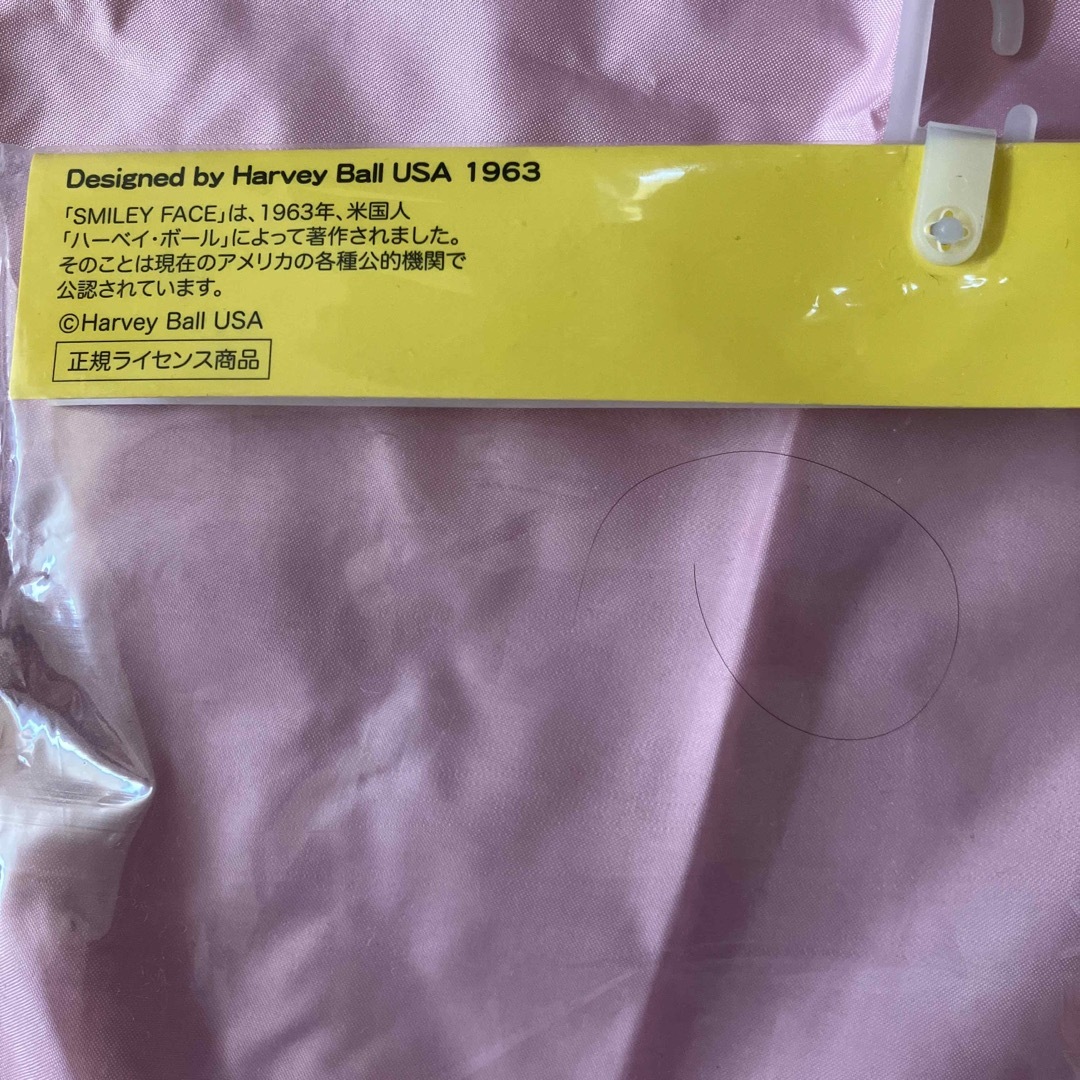 Designed by Harvey Ball USA 1963
「SMILEY FACE」は、1963年、米国人
「ハーベイ・ボール」によって著作されました。
そのことは現在のアメリカの各種公的機関で
公認されています。
©Harvey Ball USA
正規ライセンス商品